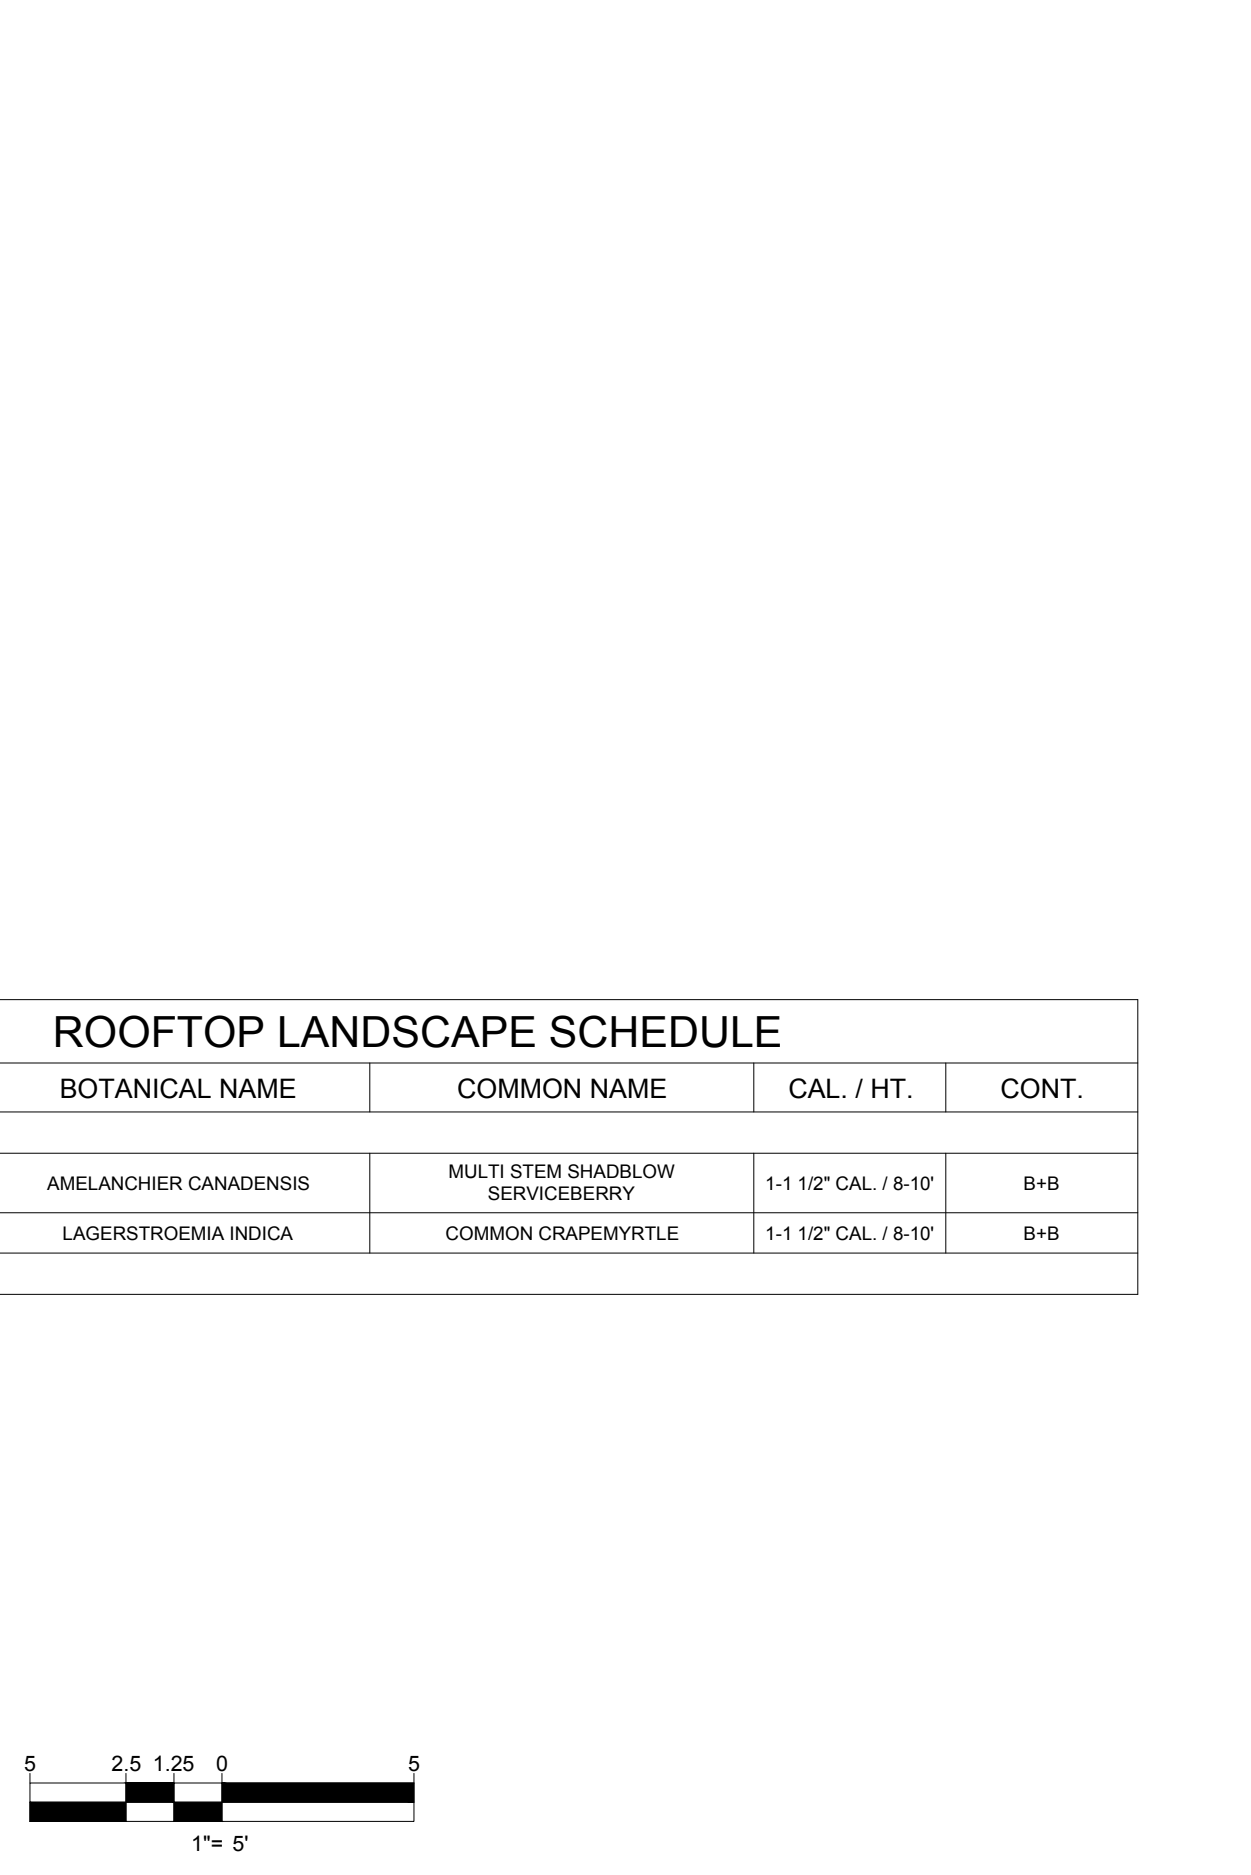 ROOFTOP LANDSCAPE SCHEDULE
BOTANICAL NAME COMMON NAME CAL. / HT. CONT.
AMELANCHIER CANADENSIS MULTI STEM SHADBLOW SERVICEBERRY 1-1 1/2" CAL. / 8-10' B+B
LAGERSTROEMIA INDICA COMMON CRAPEMYRTLE 1-1 1/2" CAL. / 8-10' B+B
5 2.5 1.25 0 5
1"= 5'